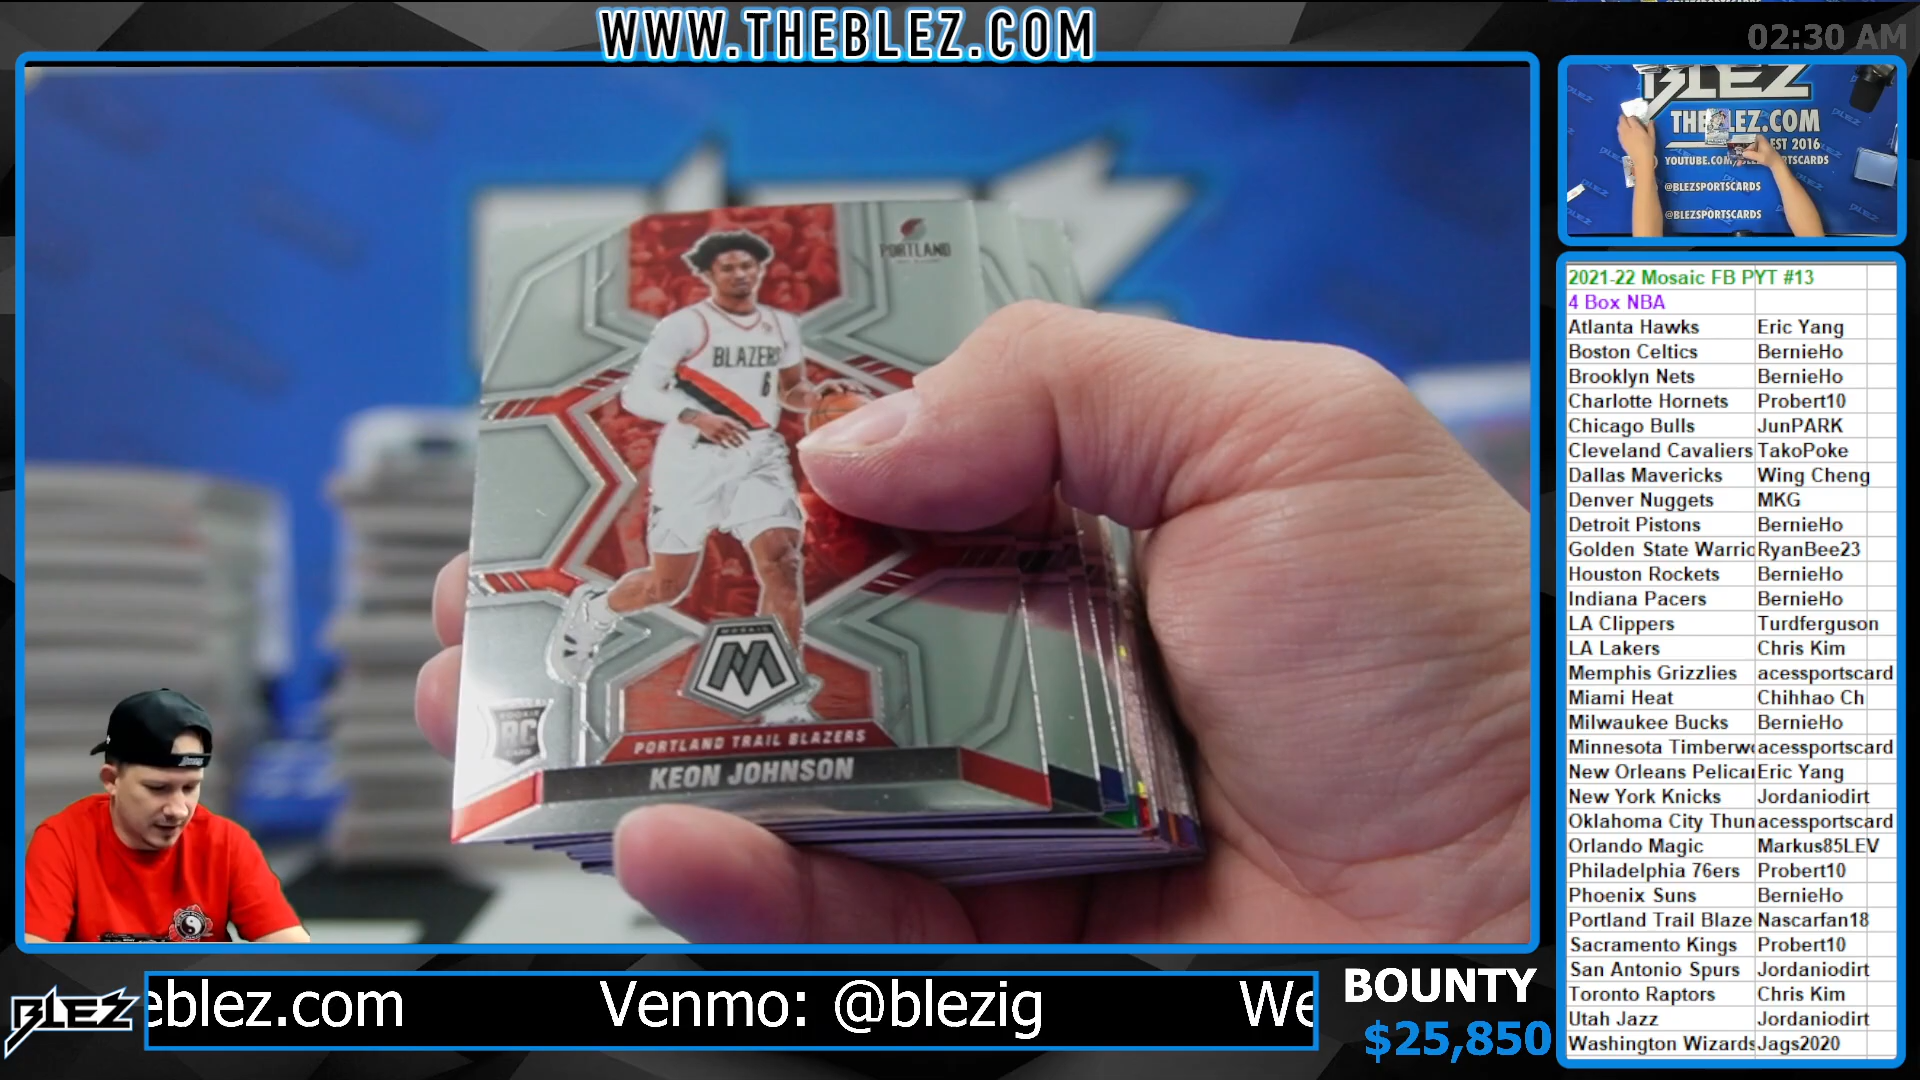 WWW.THEBLEZ.COM
02:30 AM
BLEZ
THEBLEZ.COM
EST 2016
@BLEZSPORTSCARDS
@BLEZSPORTSCARDS
PORTLAND
BLAZERS
6
MOSAIC
M
RC
PORTLAND TRAIL BLAZERS
KEON JOHNSON
2021-22 Mosaic FB PYT #13
4 Box NBA
Atlanta Hawks Eric Yang
Boston Celtics BernieHo
Brooklyn Nets BernieHo
Charlotte Hornets Probert10
Chicago Bulls JunPARK
Cleveland Cavaliers TakoPoke
Dallas Mavericks Wing Cheng
Denver Nuggets MKG
Detroit Pistons BernieHo
Golden State Warrio RyanBee23
Houston Rockets BernieHo
Indiana Pacers BernieHo
LA Clippers Turdferguson
LA Lakers Chris Kim
Memphis Grizzlies acessportscard
Miami Heat Chihhao Ch
Milwaukee Bucks BernieHo
Minnesota Timberwo acessportscard
New Orleans Pelican Eric Yang
New York Knicks Jordaniodirt
Oklahoma City Thun acessportscard
Orlando Magic Markus85LEV
Philadelphia 76ers Probert10
Phoenix Suns BernieHo
Portland Trail Blaze Nascarfan18
Sacramento Kings Probert10
San Antonio Spurs Jordaniodirt
Toronto Raptors Chris Kim
Utah Jazz Jordaniodirt
Washington Wizards Jags2020
BLEZ
eblez.com Venmo: @blezig We
BOUNTY
$25,850